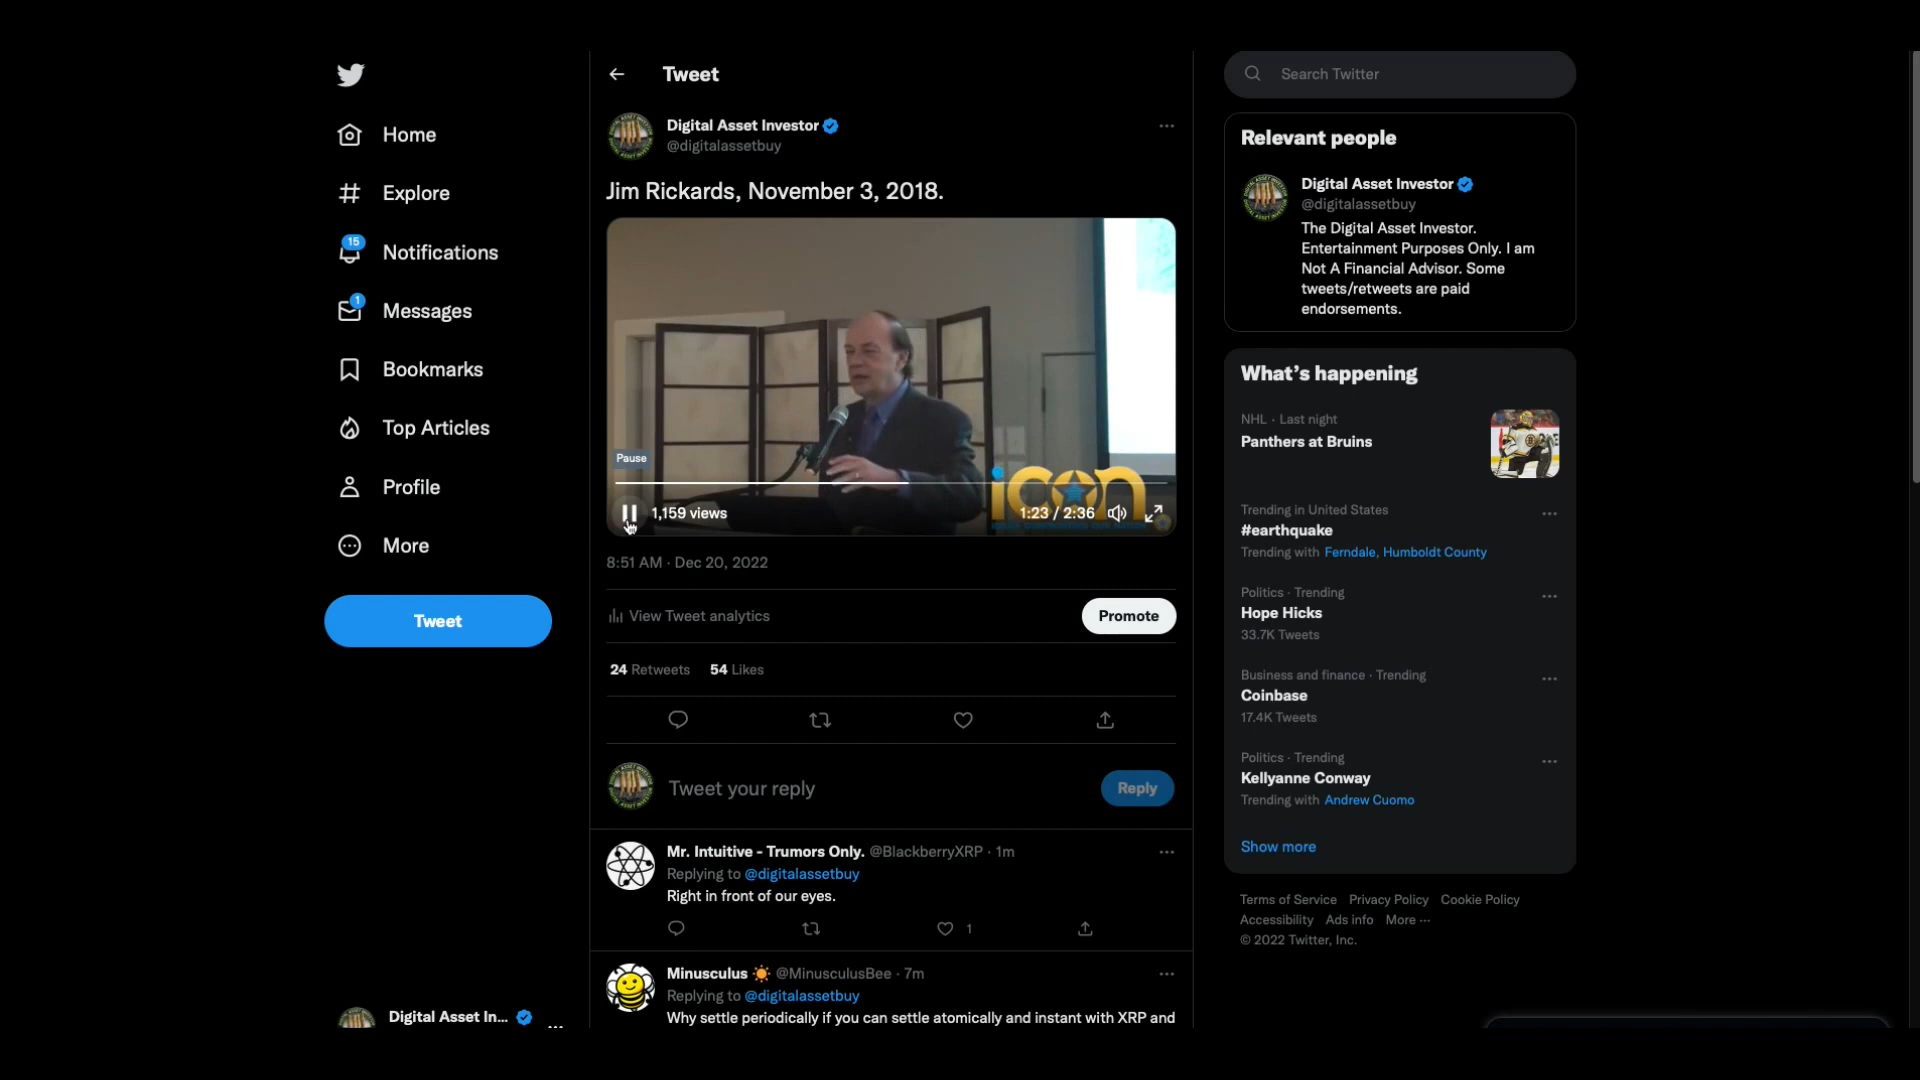 Home
Explore
15
Notifications
1
Messages
Bookmarks
Top Articles
Profile
More
Tweet
Digital Asset In...
Tweet
Digital Asset Investor
@digitalassetbuy
Jim Rickards, November 3, 2018.
Pause
icon
1,159 views
1:23 / 2:36
8:51 AM · Dec 20, 2022
View Tweet analytics
Promote
24 Retweets 54 Likes
Tweet your reply
Reply
Mr. Intuitive - Trumors Only. @BlackberryXRP · 1m
Replying to @digitalassetbuy
Right in front of our eyes.
1
Minusculus @MinusculusBee · 7m
Replying to @digitalassetbuy
Why settle periodically if you can settle atomically and instant with XRP and
Search Twitter
Relevant people
Digital Asset Investor
@digitalassetbuy
The Digital Asset Investor.
Entertainment Purposes Only. I am
Not A Financial Advisor. Some
tweets/retweets are paid
endorsements.
What's happening
NHL · Last night
Panthers at Bruins
Trending in United States
#earthquake
Trending with Ferndale, Humboldt County
Politics · Trending
Hope Hicks
33.7K Tweets
Business and finance · Trending
Coinbase
17.4K Tweets
Politics · Trending
Kellyanne Conway
Trending with Andrew Cuomo
Show more
Terms of Service Privacy Policy Cookie Policy
Accessibility Ads info More ···
© 2022 Twitter, Inc.